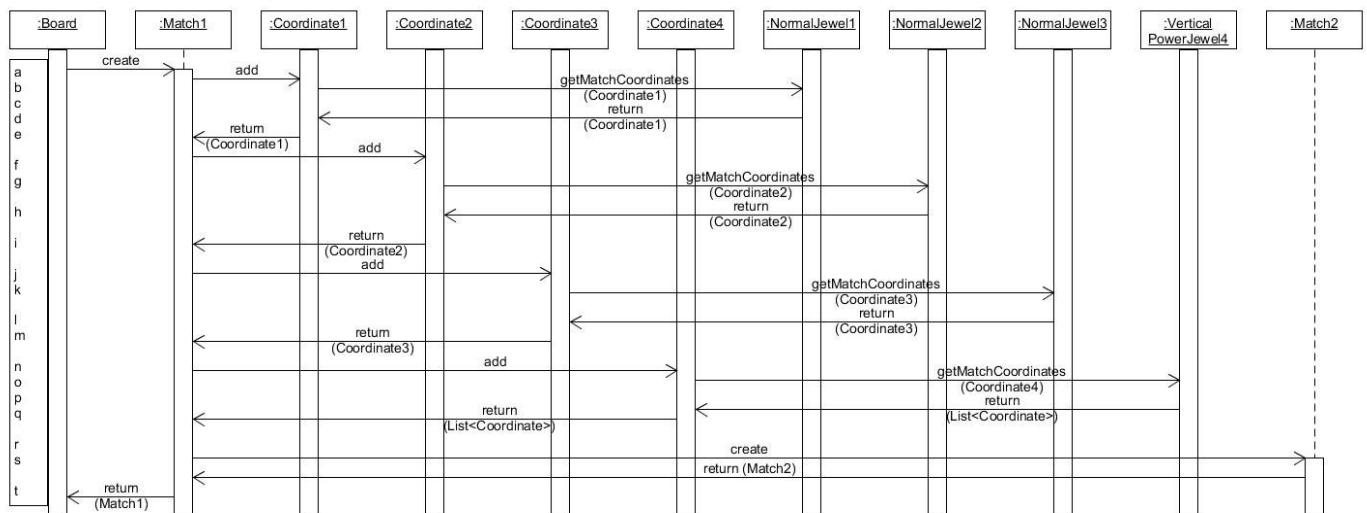 :Board
:Match1
:Coordinate1
:Coordinate2
:Coordinate3
:Coordinate4
:NormalJewel1
:NormalJewel2
:NormalJewel3
:Vertical
PowerJewel4
:Match2
a
b
c
d
e
f
g
h
i
j
k
l
m
n
o
p
q
r
s
t
create
add
getMatchCoordinates
(Coordinate1)
return
(Coordinate1)
return
(Coordinate1)
add
getMatchCoordinates
(Coordinate2)
return
(Coordinate2)
return
(Coordinate2)
add
getMatchCoordinates
(Coordinate3)
return
(Coordinate3)
return
(Coordinate3)
add
getMatchCoordinates
(Coordinate4)
return
(List<Coordinate>)
return
(List<Coordinate>)
create
return (Match2)
return
(Match1)